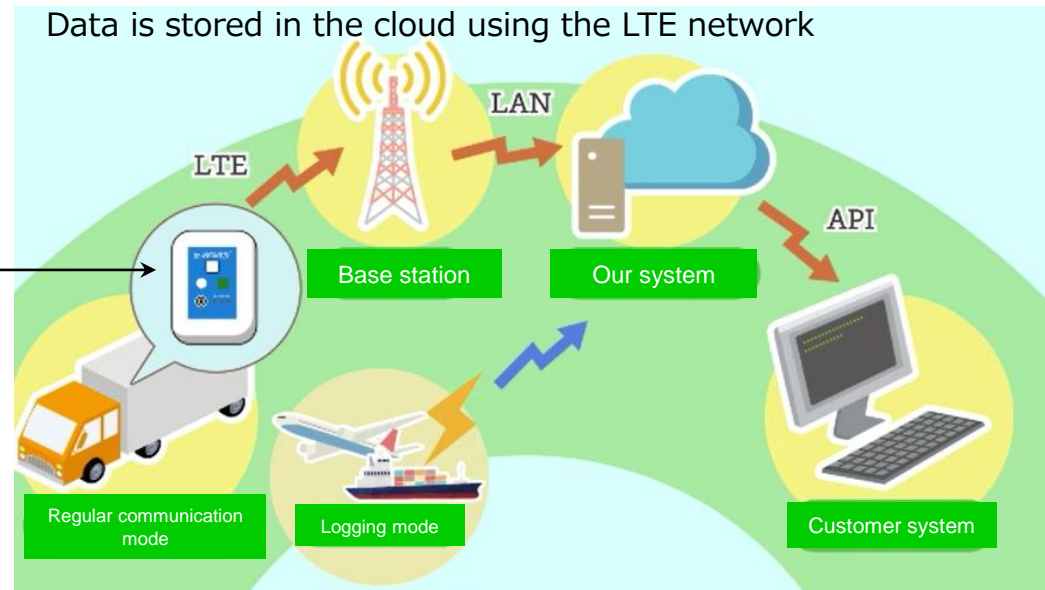 Data is stored in the cloud using the LTE network
LAN
LTE
API
Base station
Our system
Regular communication
mode
Logging mode
Customer system